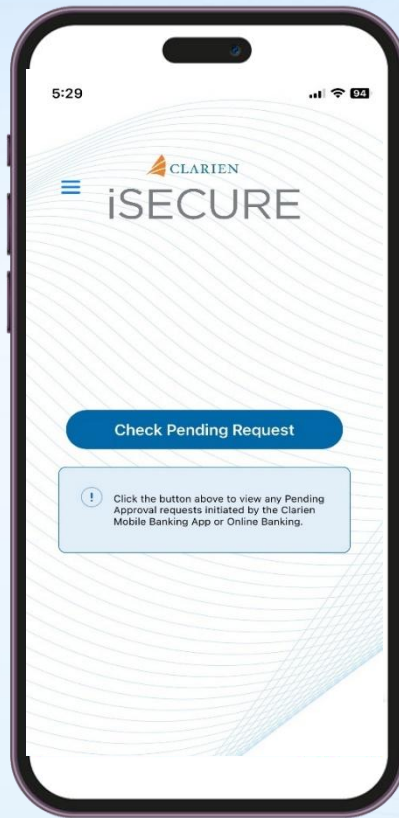 5:29
94
CLARIEN
iSECURE
Check Pending Request
! Click the button above to view any Pending
Approval requests initiated by the Clarien
Mobile Banking App or Online Banking.